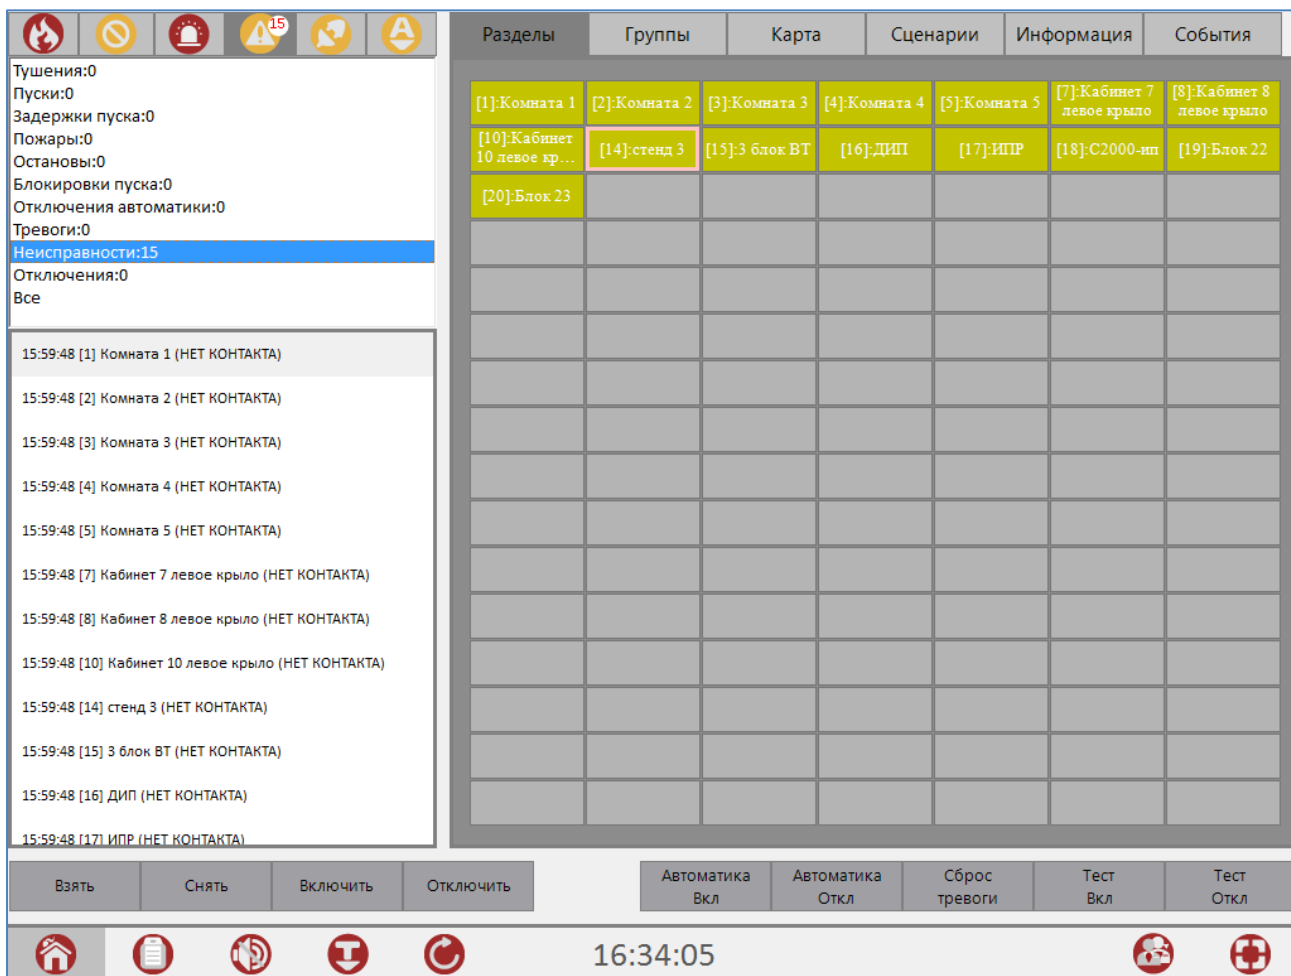 15
Тушения:0
Пуски:0
Задержки пуска:0
Пожары:0
Остановы:0
Блокировки пуска:0
Отключения автоматики:0
Тревоги:0
Неисправности:15
Отключения:0
Все
15:59:48 [1] Комната 1 (НЕТ КОНТАКТА)
15:59:48 [2] Комната 2 (НЕТ КОНТАКТА)
15:59:48 [3] Комната 3 (НЕТ КОНТАКТА)
15:59:48 [4] Комната 4 (НЕТ КОНТАКТА)
15:59:48 [5] Комната 5 (НЕТ КОНТАКТА)
15:59:48 [7] Кабинет 7 левое крыло (НЕТ КОНТАКТА)
15:59:48 [8] Кабинет 8 левое крыло (НЕТ КОНТАКТА)
15:59:48 [10] Кабинет 10 левое крыло (НЕТ КОНТАКТА)
15:59:48 [14] стенд 3 (НЕТ КОНТАКТА)
15:59:48 [15] 3 блок ВТ (НЕТ КОНТАКТА)
15:59:48 [16] ДИП (НЕТ КОНТАКТА)
15:59:48 [17] ИПР (НЕТ КОНТАКТА)
Разделы Группы Карта Сценарии Информация События
[1]:Комната 1
[2]:Комната 2
[3]:Комната 3
[4]:Комната 4
[5]:Комната 5
[7]:Кабинет 7
левое крыло
[8]:Кабинет 8
левое крыло
[10]:Кабинет
10 левое кр...
[14]:стенд 3
[15]:3 блок ВТ
[16]:ДИП
[17]:ИПР
[18]:С2000-ип
[19]:Блок 22
[20]:Блок 23
Взять
Снять
Включить
Отключить
Автоматика
Вкл
Автоматика
Откл
Сброс
тревоги
Тест
Вкл
Тест
Откл
16:34:05